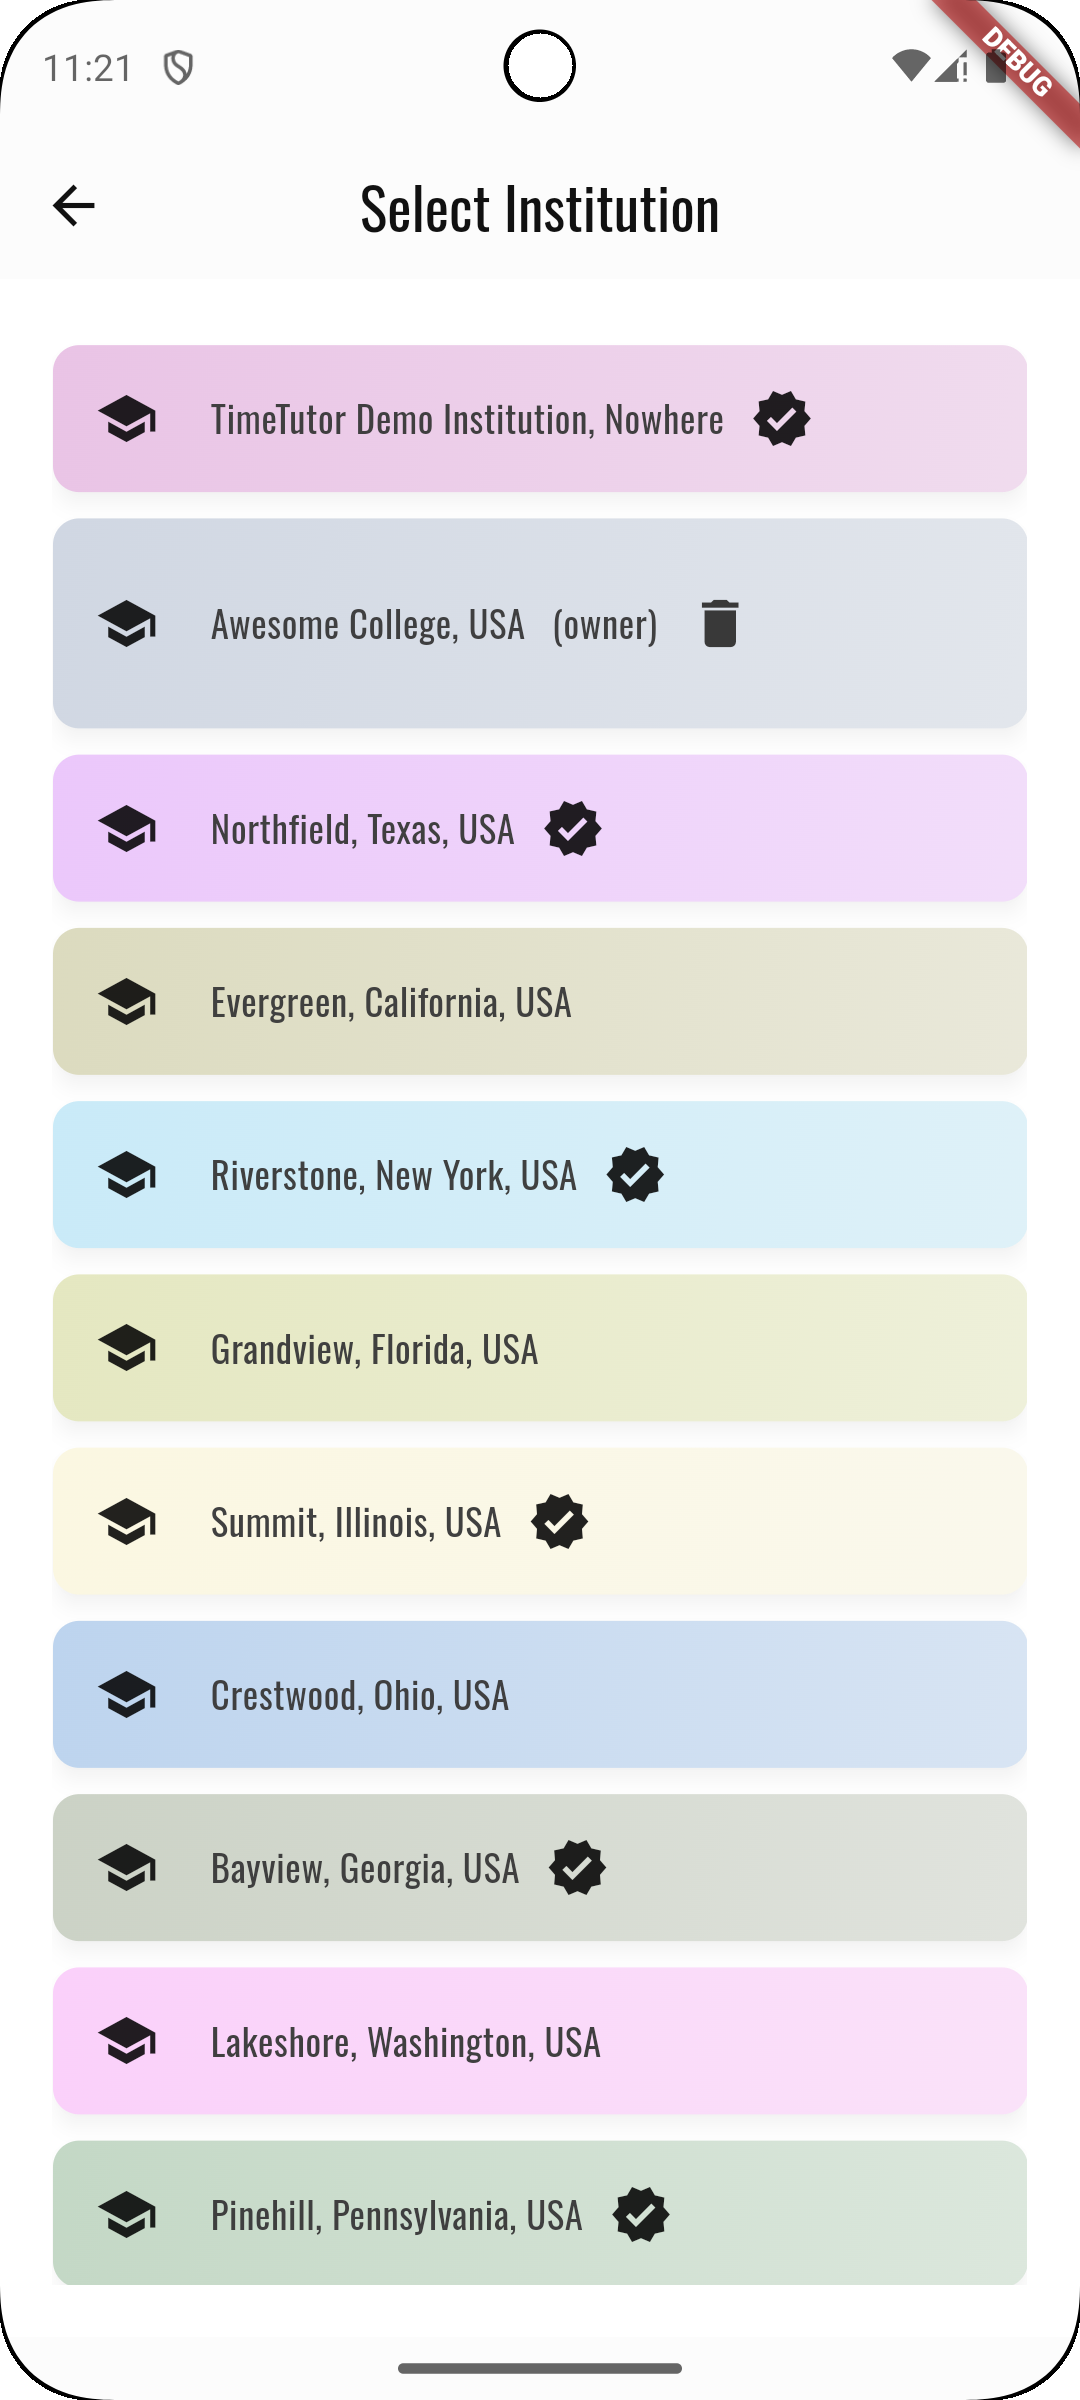 11:21
DEBUG
Select Institution
TimeTutor Demo Institution, Nowhere
Awesome College, USA (owner)
Northfield, Texas, USA
Evergreen, California, USA
Riverstone, New York, USA
Grandview, Florida, USA
Summit, Illinois, USA
Crestwood, Ohio, USA
Bayview, Georgia, USA
Lakeshore, Washington, USA
Pinehill, Pennsylvania, USA